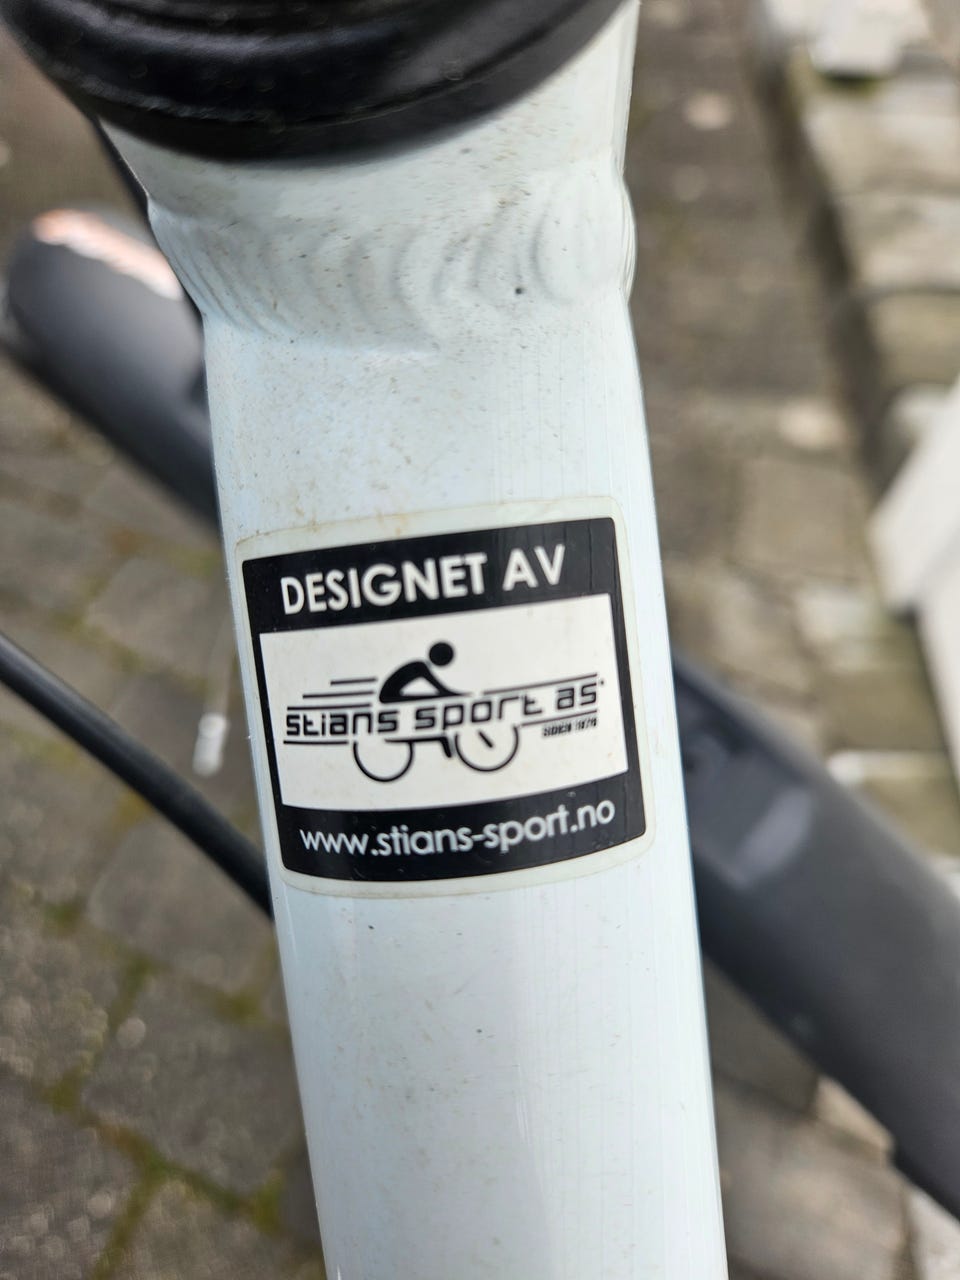 DESIGNET AV
stians sport as
SIDEN 1976
www.stians-sport.no